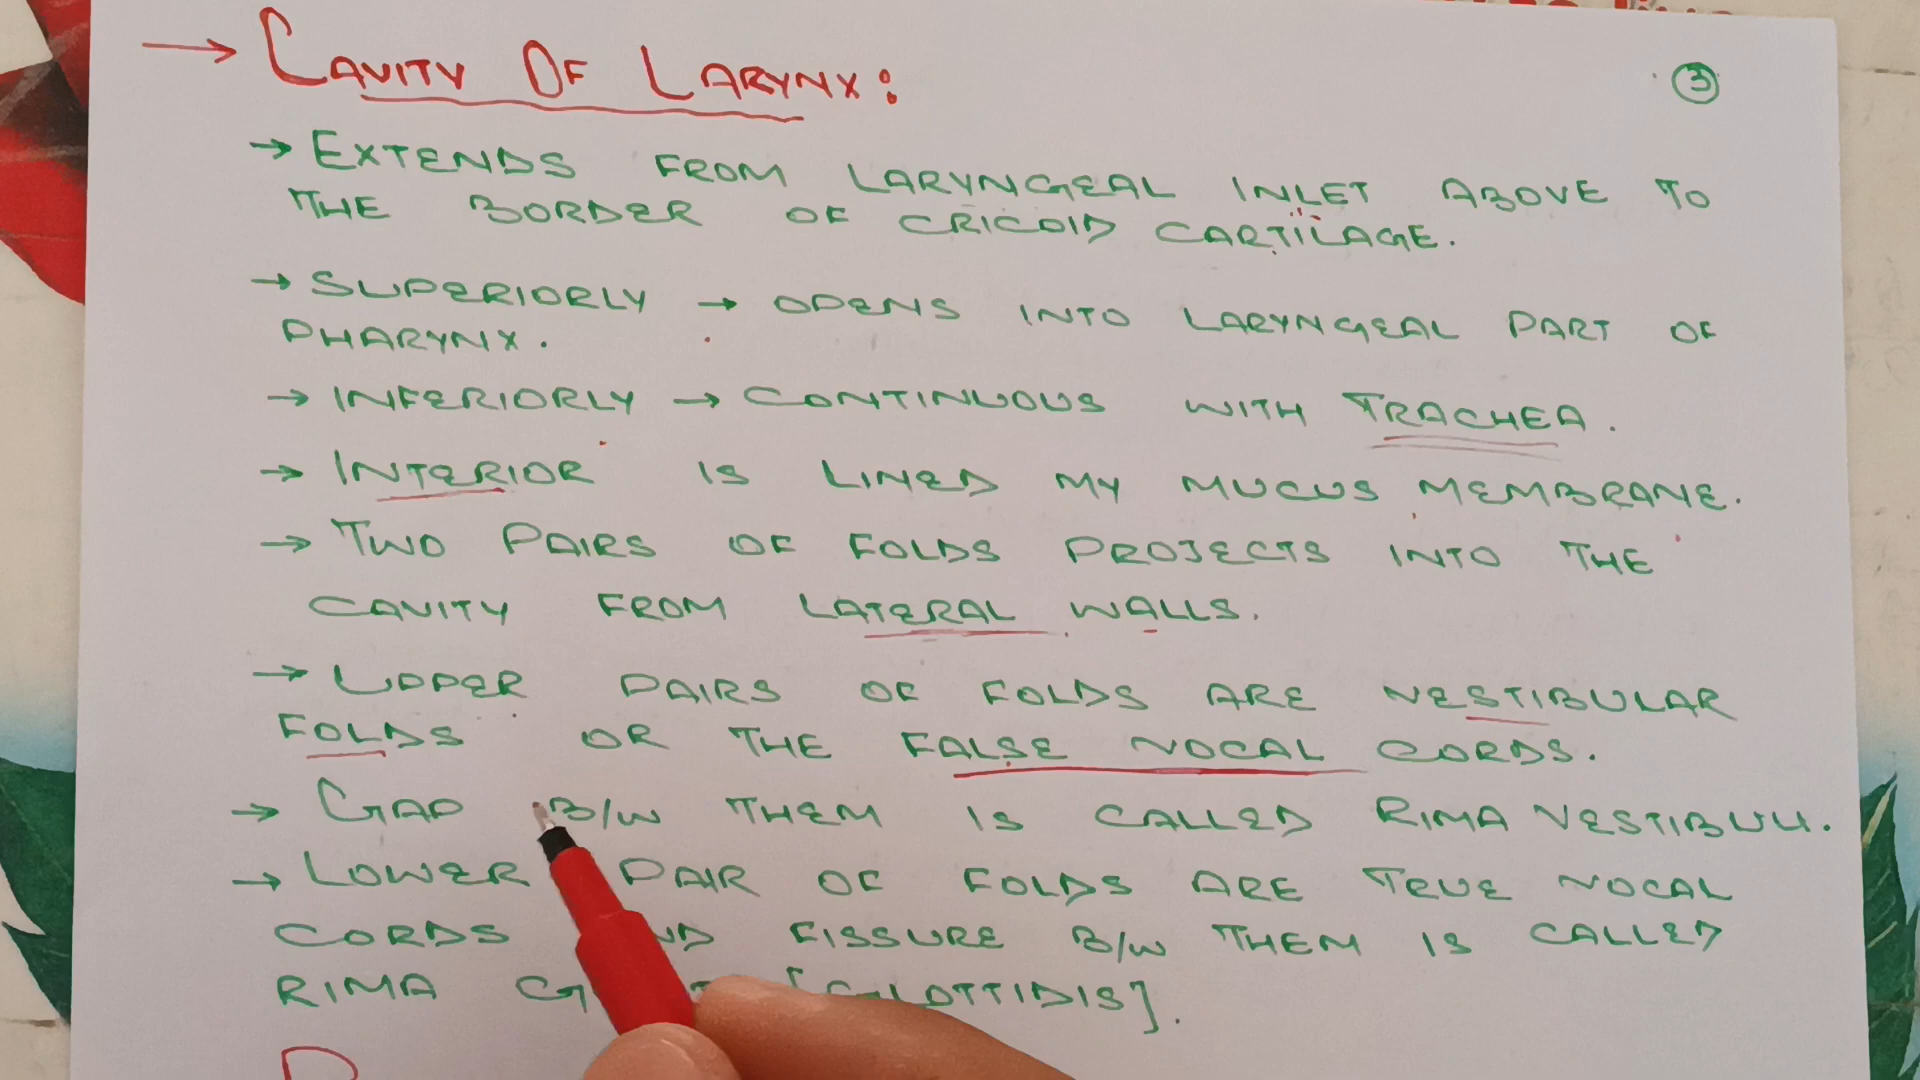 → CAVITY OF LARYNX:
3
→ EXTENDS FROM LARYNGEAL INLET ABOVE TO
THE BORDER OF CRICOID CARTILAGE.
→ SUPERIORLY → OPENS INTO LARYNGEAL PART OF
PHARYNX.
→ INFERIORLY → CONTINUOUS WITH TRACHEA.
→ INTERIOR IS LINED MY MUCUS MEMBRANE.
→ TWO PAIRS OF FOLDS PROJECTS INTO THE
CAVITY FROM LATERAL WALLS.
→ UPPER PAIRS OF FOLDS ARE VESTIBULAR
FOLDS OR THE FALSE VOCAL CORDS.
→ GAP B/W THEM IS CALLED RIMA VESTIBULI.
→ LOWER PAIR OF FOLDS ARE TRUE VOCAL
CORDS FISSURE B/W THEM IS CALLED
RIMA [GLOTTIDIS].